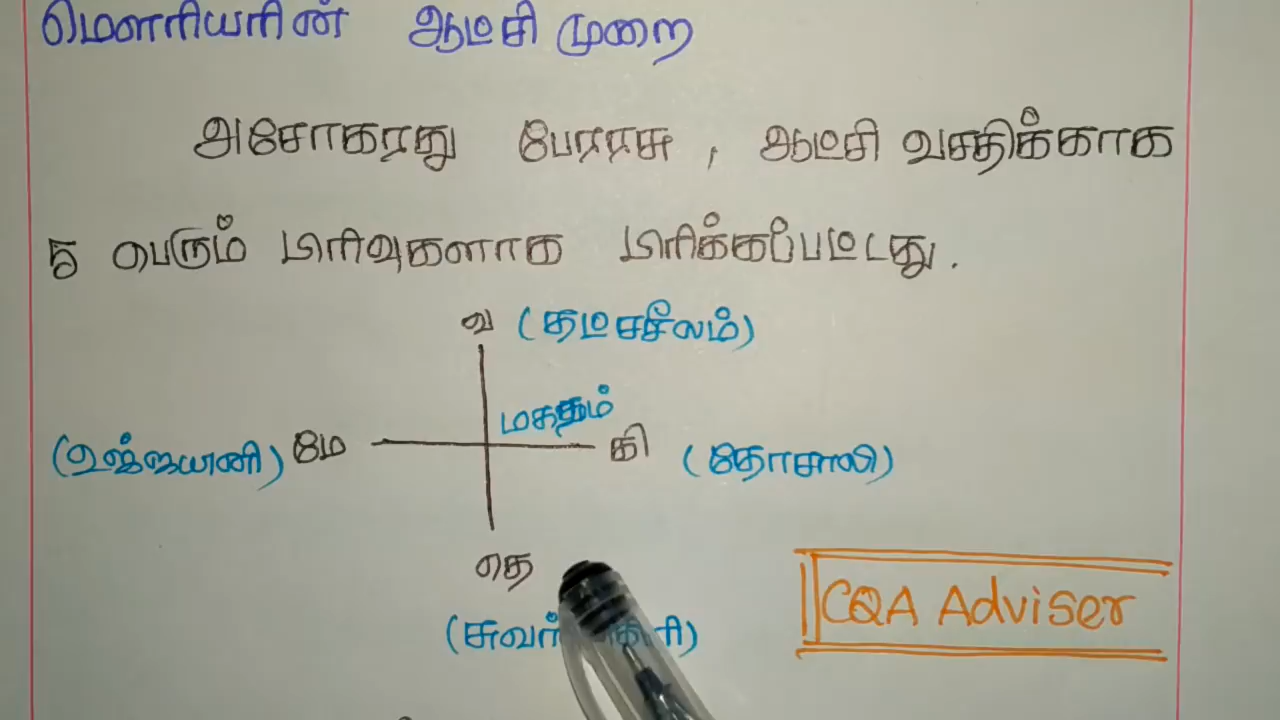 மௌரியரின் ஆட்சி முறை
அசோகரது பேரரசு , ஆட்சி வசதிக்காக
5 பெரும் பிரிவுகளாக பிரிக்கப்பட்டது.
வ (தட்சசீலம்)
மகதம்
(உஜ்ஜயனி) மே கி (தோசாலி)
தெ
CQA Adviser